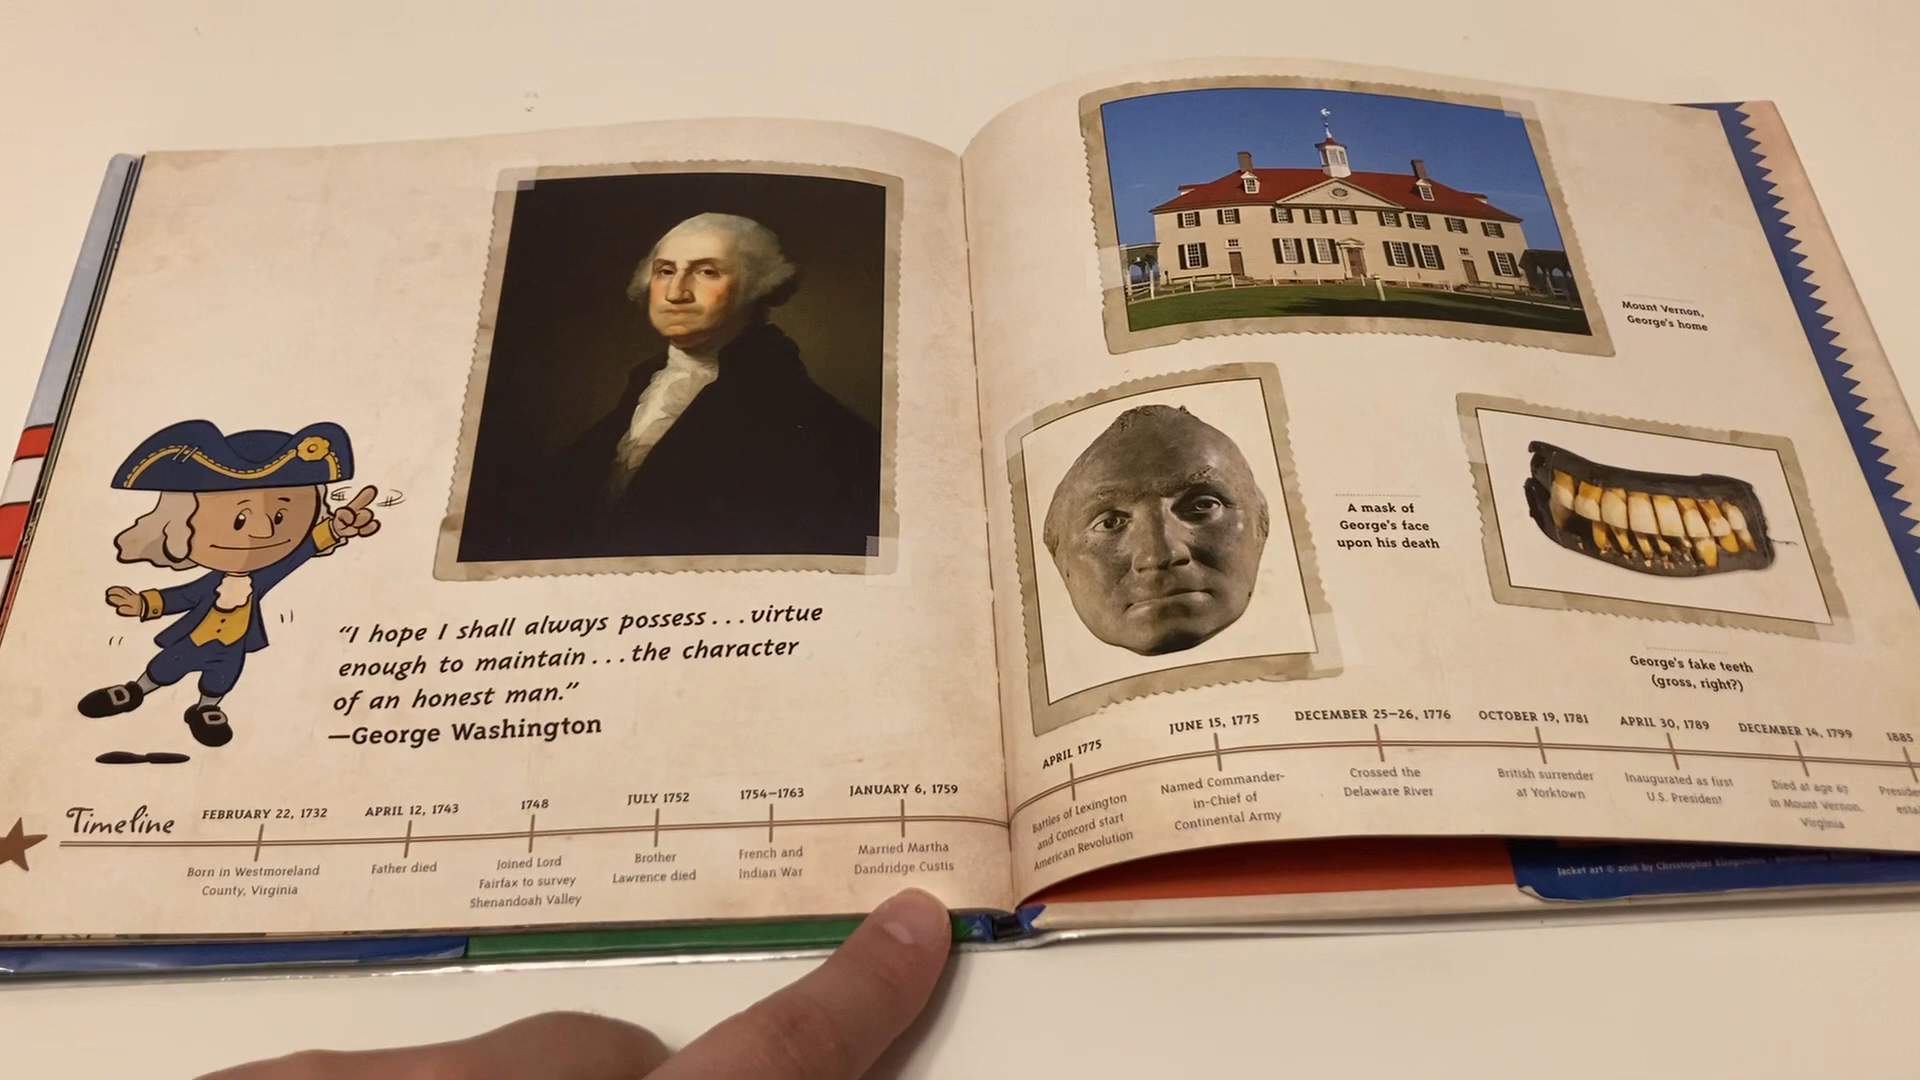 "I hope I shall always possess...virtue
enough to maintain...the character
of an honest man."
—George Washington
Mount Vernon,
George's home
A mask of
George's face
upon his death
George's fake teeth
(gross, right?)
Timeline
FEBRUARY 22, 1732
Born in Westmoreland
County, Virginia
APRIL 12, 1743
Father died
1748
Joined Lord
Fairfax to survey
Shenandoah Valley
JULY 1752
Brother
Lawrence died
1754–1763
French and
Indian War
JANUARY 6, 1759
Married Martha
Dandridge Custis
APRIL 1775
Battles of Lexington
and Concord start
American Revolution
JUNE 15, 1775
Named Commander-
in-Chief of
Continental Army
DECEMBER 25–26, 1776
Crossed the
Delaware River
OCTOBER 19, 1781
British surrender
at Yorktown
APRIL 30, 1789
Inaugurated as first
U.S. President
DECEMBER 14, 1799
Died at age 67
in Mount Vernon,
Virginia
1885
Jacket art © 2016 by Christopher